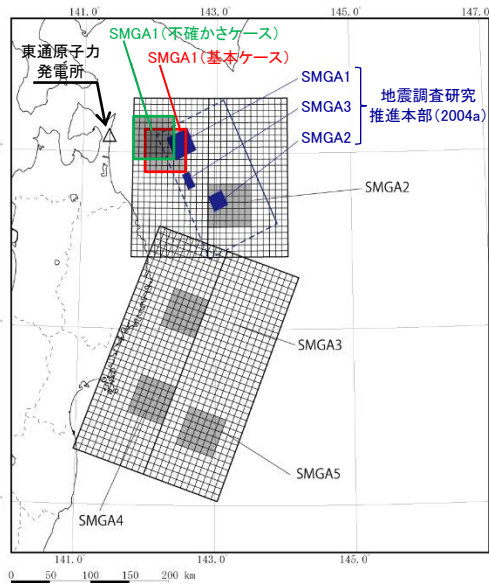 141.0° 143.0° 145.0° 147.0°
SMGA1(不確かさケース)
東通原子力
発電所
SMGA1(基本ケース)
SMGA1
SMGA3
SMGA2
地震調査研究
推進本部(2004a)
SMGA2
SMGA3
SMGA5
SMGA4
141.0° 143.0° 145.0°
0 50 100 150 200 km